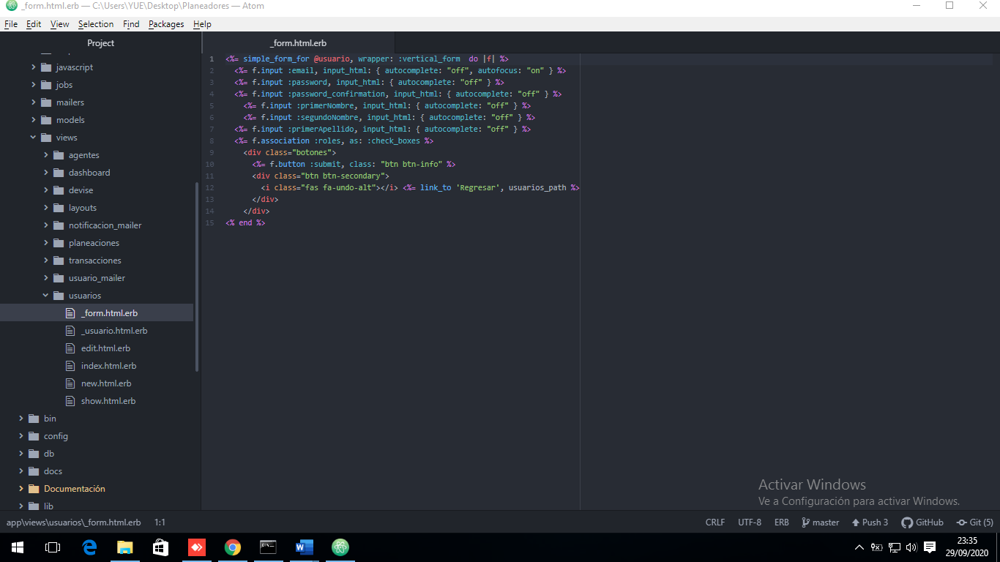 _form.html.erb — C:\Users\YUE\Desktop\Planeadores — Atom
File Edit View Selection Find Packages Help
Project
_form.html.erb
javascript
jobs
mailers
models
views
agentes
dashboard
devise
layouts
notificacion_mailer
planeaciones
transacciones
usuario_mailer
usuarios
_form.html.erb
_usuario.html.erb
edit.html.erb
index.html.erb
new.html.erb
show.html.erb
bin
config
db
docs
Documentación
lib
1 <%= simple_form_for @usuario, wrapper: :vertical_form  do |f| %>
2   <%= f.input :email, input_html: { autocomplete: "off", autofocus: "on" } %>
3   <%= f.input :password, input_html: { autocomplete: "off" } %>
4   <%= f.input :password_confirmation, input_html: { autocomplete: "off" } %>
5     <%= f.input :primerNombre, input_html: { autocomplete: "off" } %>
6     <%= f.input :segundoNombre, input_html: { autocomplete: "off" } %>
7   <%= f.input :primerApellido, input_html: { autocomplete: "off" } %>
8   <%= f.association :roles, as: :check_boxes %>
9     <div class="botones">
10       <%= f.button :submit, class: "btn btn-info" %>
11       <div class="btn btn-secondary">
12         <i class="fas fa-undo-alt"></i> <%= link_to 'Regresar', usuarios_path %>
13       </div>
14     </div>
15 <% end %>
Activar Windows
Ve a Configuración para activar Windows.
app\views\usuarios\_form.html.erb 1:1 CRLF UTF-8 ERB master Push 3 GitHub Git (5)
23:35
29/09/2020